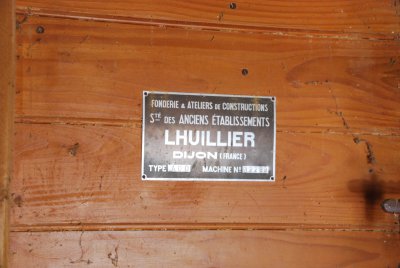 FONDERIE & ATELIERS DE CONSTRUCTIONS
STÉ DES ANCIENS ÉTABLISSEMENTS
LHUILLIER
DIJON (FRANCE)
TYPE MACHINE No